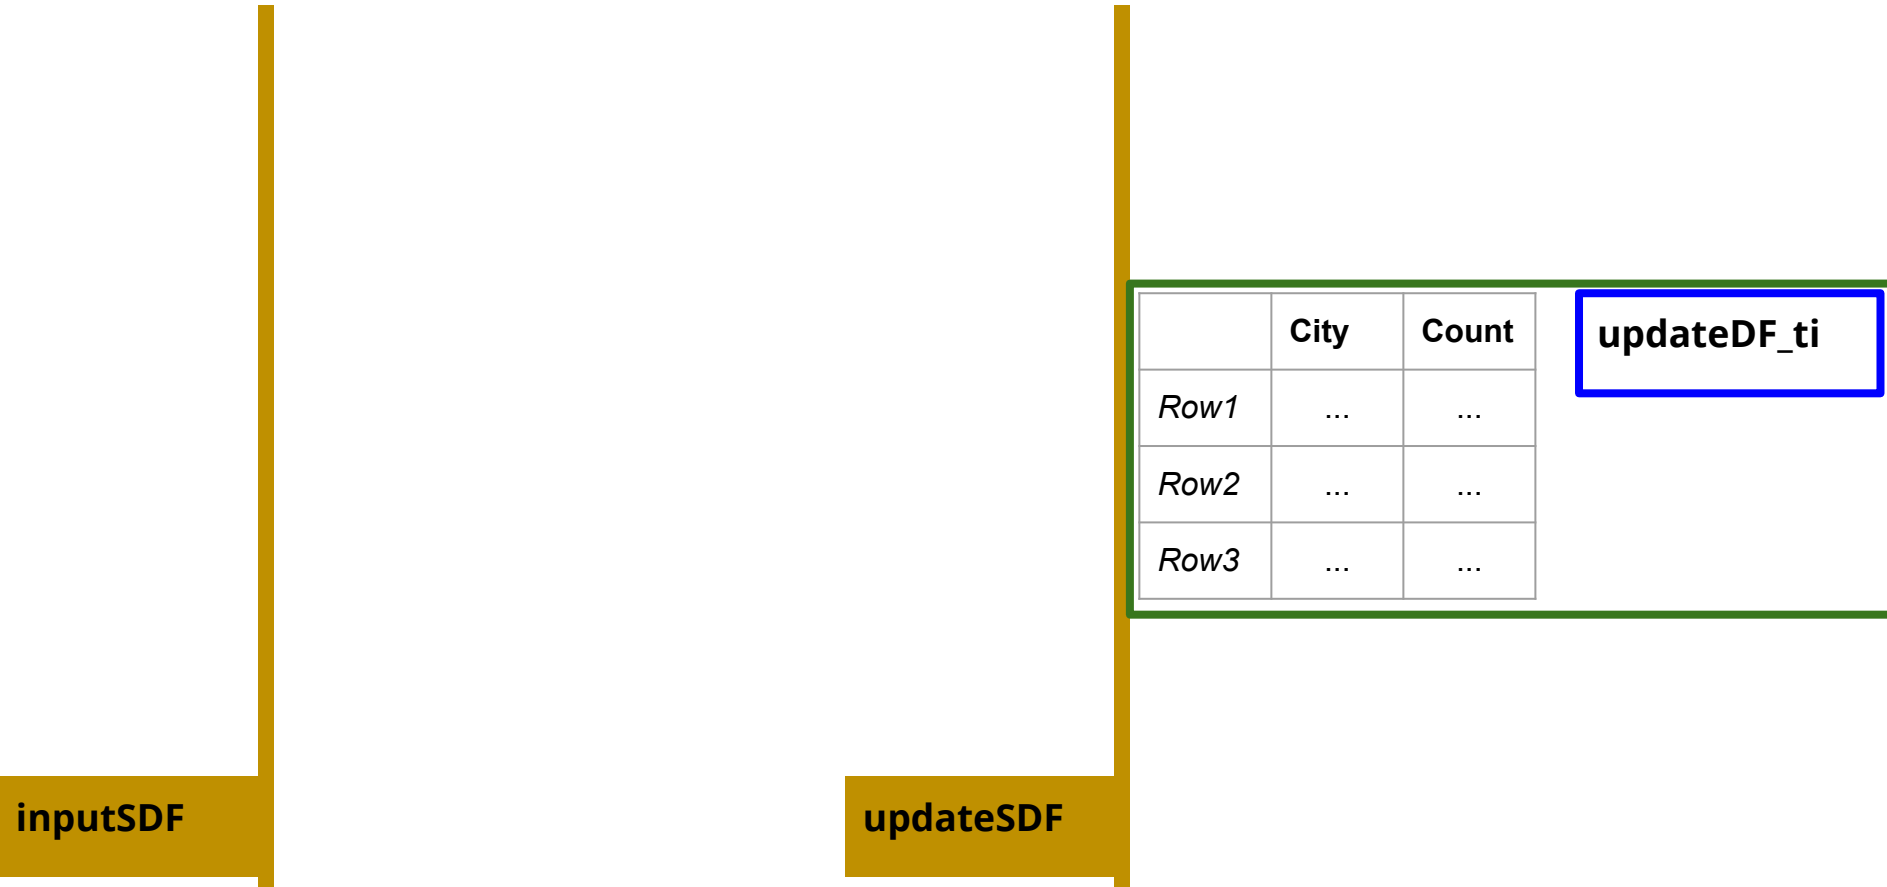 City Count
Row1 ... ...
Row2 ... ...
Row3 ... ...
updateDF_ti
inputSDF
updateSDF